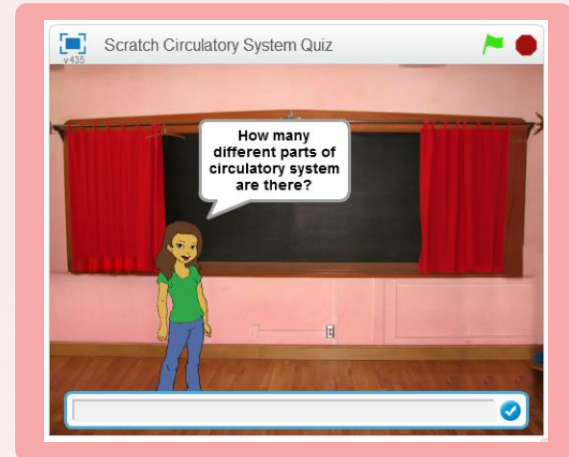 Scratch Circulatory System Quiz
v435
How many
different parts of
circulatory system
are there?